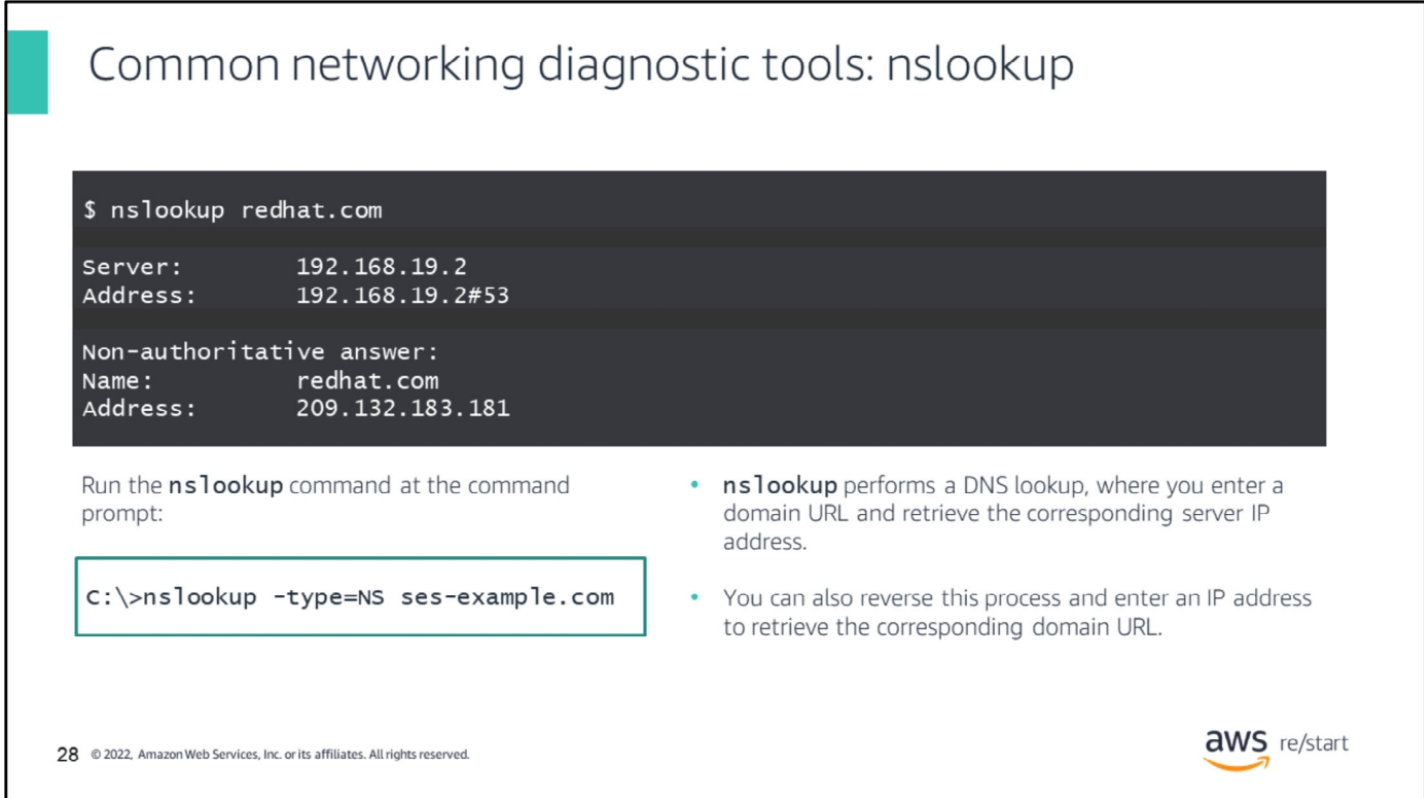 Common networking diagnostic tools: nslookup
$ nslookup redhat.com
Server: 192.168.19.2
Address: 192.168.19.2#53
Non-authoritative answer:
Name: redhat.com
Address: 209.132.183.181
Run the nslookup command at the command
prompt:
C:\>nslookup -type=NS ses-example.com
• nslookup performs a DNS lookup, where you enter a
domain URL and retrieve the corresponding server IP
address.
• You can also reverse this process and enter an IP address
to retrieve the corresponding domain URL.
28 © 2022, Amazon Web Services, Inc. or its affiliates. All rights reserved.
aws re/start